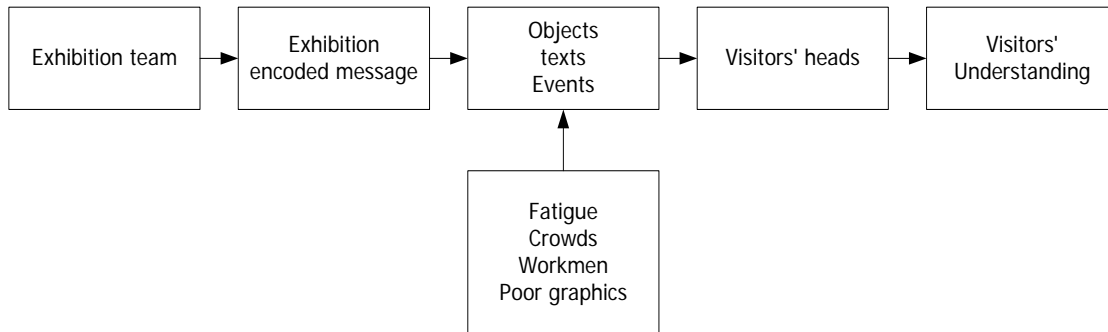 Exhibition team
Exhibition
encoded message
Objects
texts
Events
Visitors' heads
Visitors'
Understanding
Fatigue
Crowds
Workmen
Poor graphics